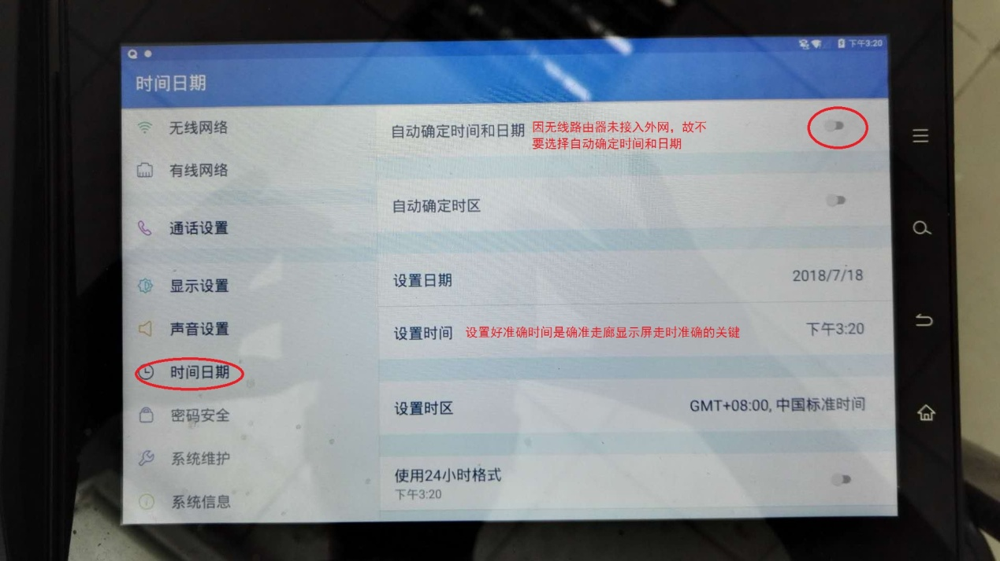 下午3:20
时间日期
无线网络
有线网络
通话设置
显示设置
声音设置
时间日期
密码安全
系统维护
系统信息
自动确定时间和日期
因无线路由器未接入外网，故不
要选择自动确定时间和日期
自动确定时区
设置日期 2018/7/18
设置时间 设置好准确时间是确准走廊显示屏走时准确的关键 下午3:20
设置时区 GMT+08:00, 中国标准时间
使用24小时格式
下午3:20